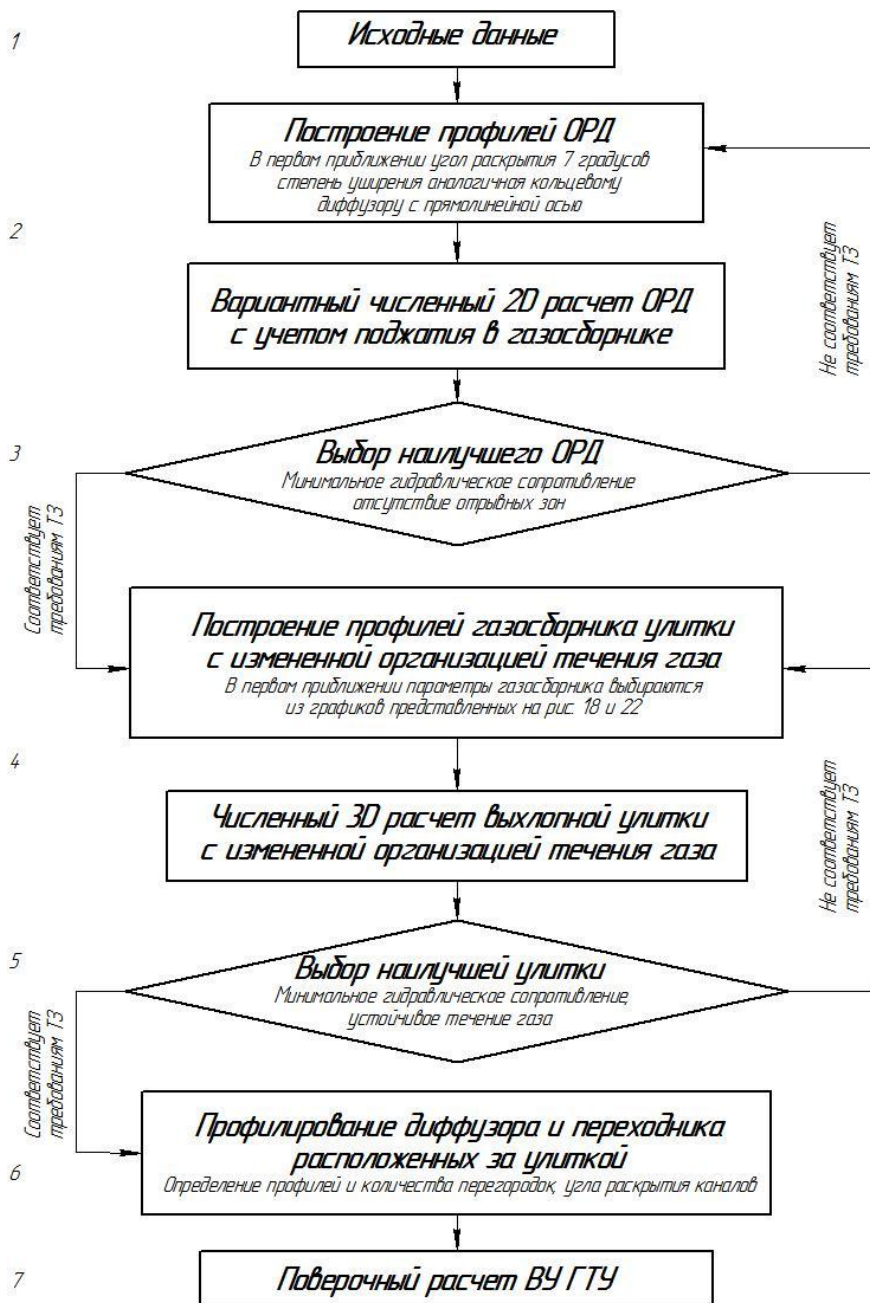 1
Исходные данные
Построение профилей ОРД
В первом приближении угол раскрытия 7 градусов
степень уширения аналогичная кольцевому
диффузору с прямолинейной осью
2
Вариантный численный 2D расчет ОРД
с учетом поджатия в газосборнике
Не соответствует
требованиям ТЗ
3
Выбор наилучшего ОРД
Минимальное гидравлическое сопротивление
отсутствие отрывных зон
Соответствует
требованиям ТЗ
Построение профилей газосборника улитки
с измененной организацией течения газа
В первом приближении параметры газосборника выбираются
из графиков представленных на рис. 18 и 22
4
Численный 3D расчет выхлопной улитки
с измененной организацией течения газа
Не соответствует
требованиям ТЗ
5
Выбор наилучшей улитки
Минимальное гидравлическое сопротивление,
устойчивое течение газа
Соответствует
требованиям ТЗ
Профилирование диффузора и переходника
расположенных за улиткой
Определение профилей и количества перегородок, угла раскрытия каналов
6
7
Поверочный расчет ВУ ГТУ